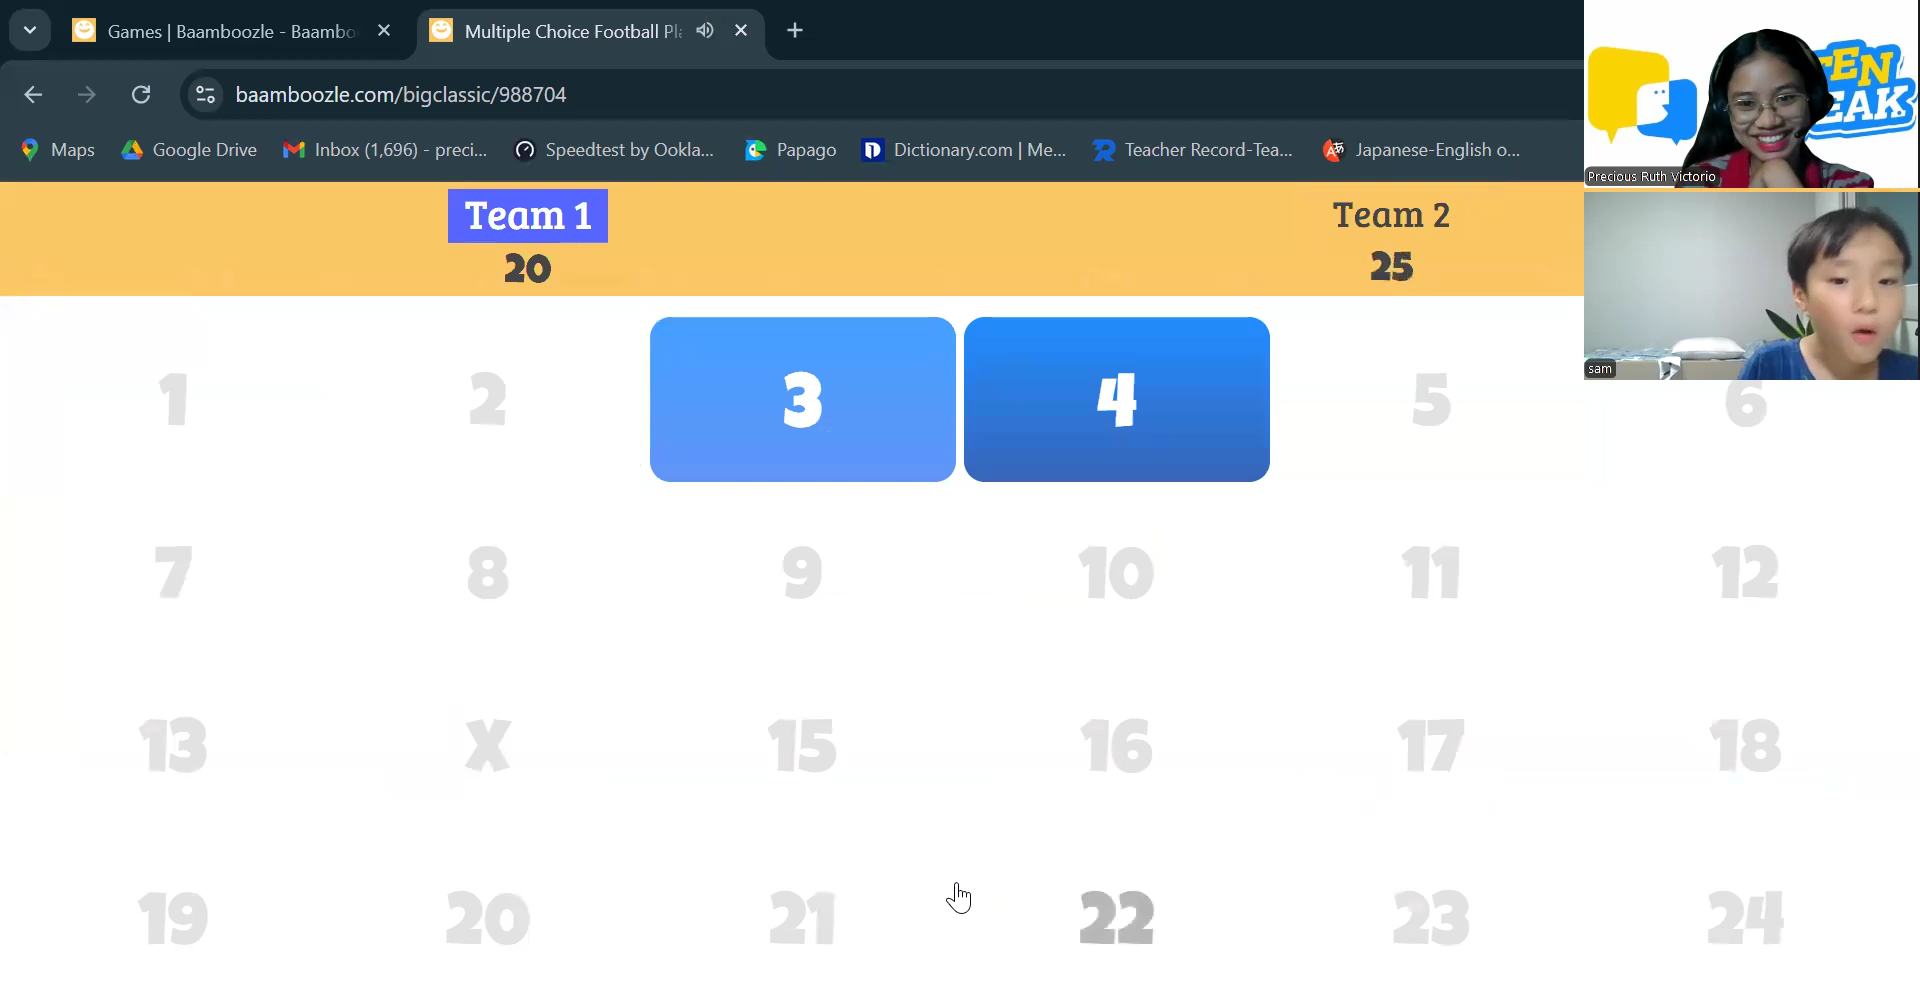 Games | Baamboozle - Baambo
Multiple Choice Football Pl
baamboozle.com/bigclassic/988704
Maps
Google Drive
Inbox (1,696) - preci...
Speedtest by Ookla...
Papago
Dictionary.com | Me...
Teacher Record-Tea...
Japanese-English o...
EN
EAK
Precious Ruth Victorio
sam
Team 1
20
Team 2
25
1 2 3 4 5 6
7 8 9 10 11 12
13 X 15 16 17 18
19 20 21 22 23 24